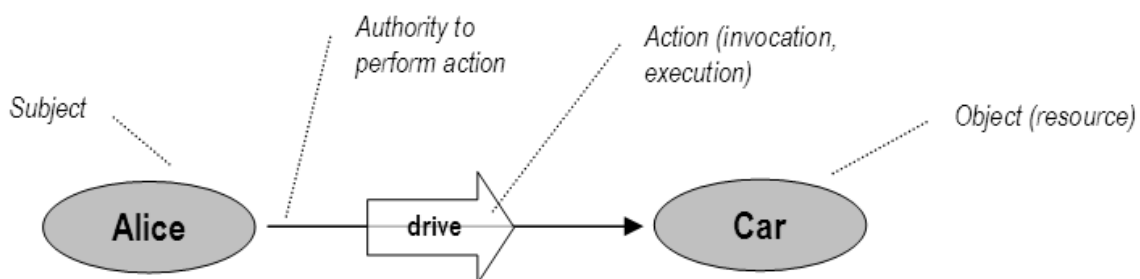 Authority to
perform action
Action (invocation,
execution)
Subject
Object (resource)
Alice
drive
Car